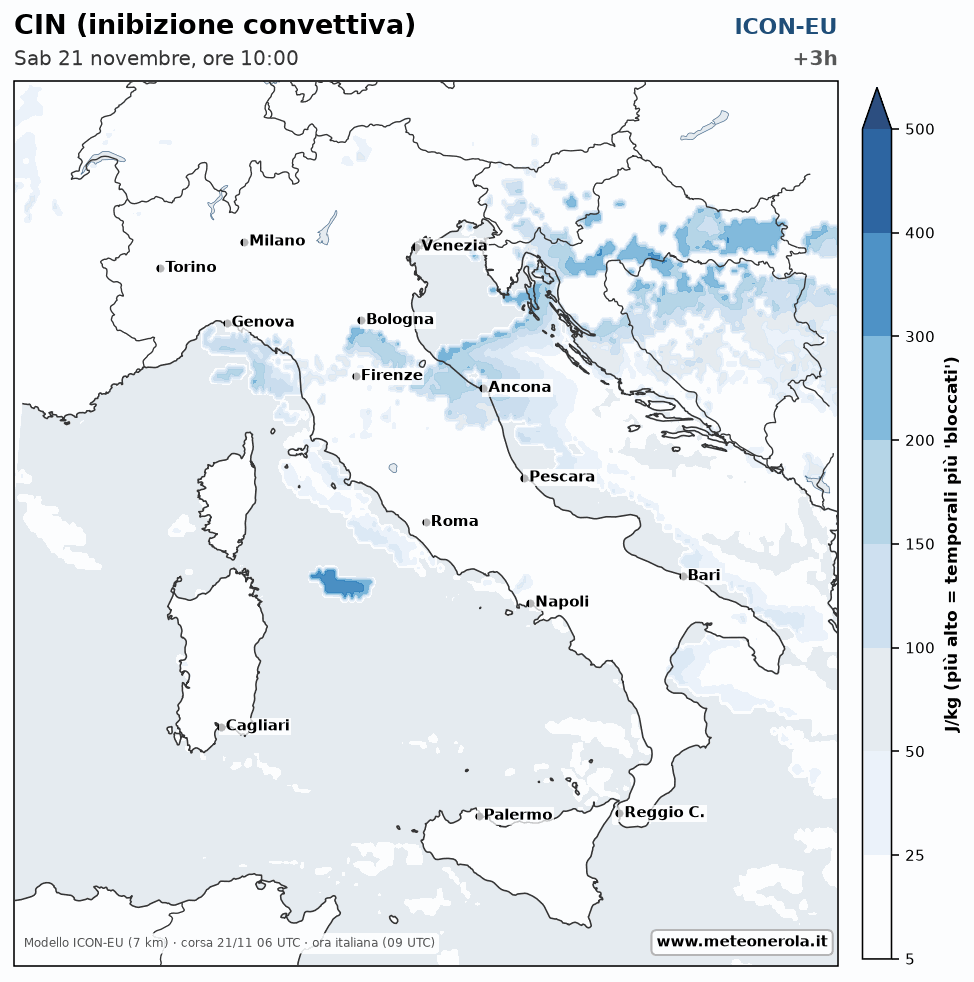 CIN (inibizione convettiva)
ICON-EU
Sab 21 novembre, ore 10:00
+3h
Milano
Venezia
Torino
Genova
Bologna
Firenze
Ancona
Pescara
Roma
Bari
Napoli
Cagliari
Palermo
Reggio C.
500
400
300
200
150
100
50
25
5
J/kg (più alto = temporali più 'bloccati')
Modello ICON-EU (7 km) · corsa 21/11 06 UTC · ora italiana (09 UTC)
www.meteonerola.it